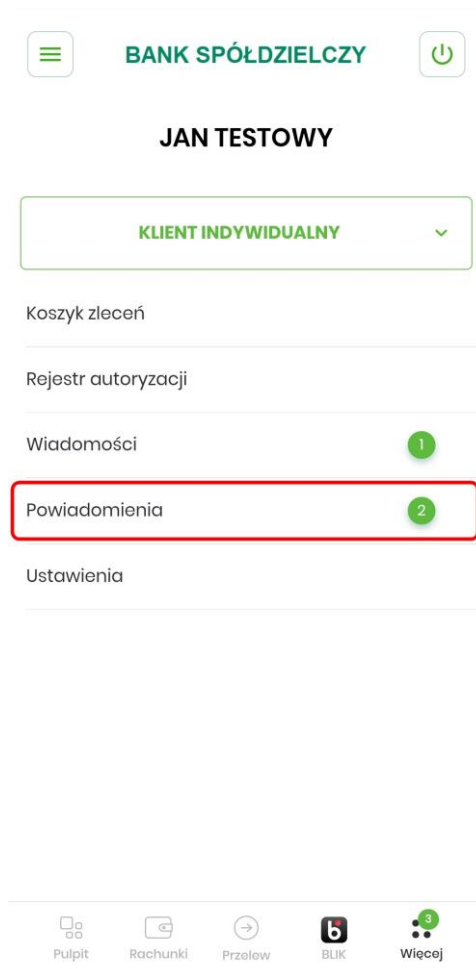 BANK SPÓŁDZIELCZY
JAN TESTOWY
KLIENT INDYWIDUALNY
Koszyk zleceń
Rejestr autoryzacji
Wiadomości 1
Powiadomienia 2
Ustawienia
3
Pulpit Rachunki Przelew BLIK Więcej